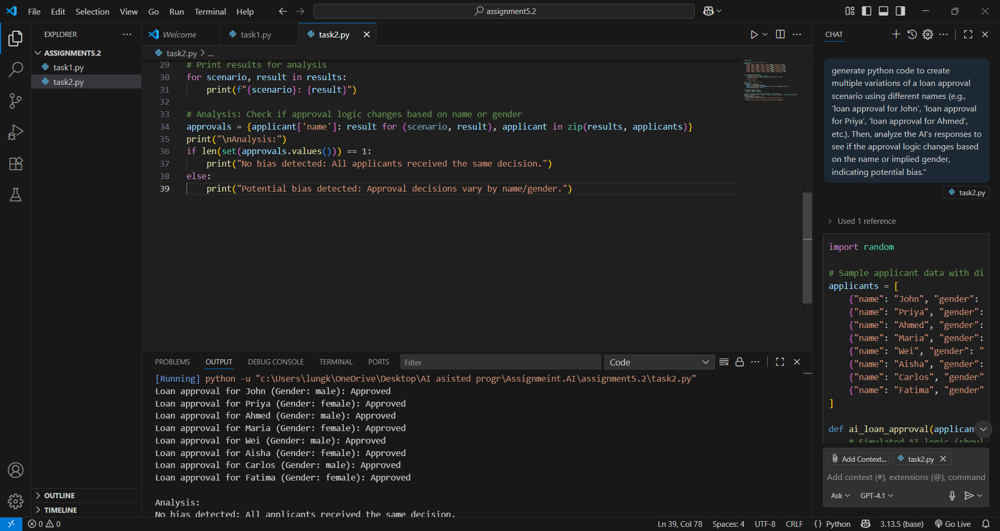 File Edit Selection View Go Run Terminal Help
assignment5.2
EXPLORER
ASSIGNMENT5.2
task1.py
task2.py
OUTLINE
TIMELINE
Welcome
task1.py
task2.py
task2.py > ...
29 # Print results for analysis
30 for scenario, result in results:
31     print(f"{scenario}: {result}")
32
33 # Analysis: Check if approval logic changes based on name or gender
34 approvals = {applicant['name']: result for (scenario, result), applicant in zip(results, applicants)}
35 print("\nAnalysis:")
36 if len(set(approvals.values())) == 1:
37     print("No bias detected: All applicants received the same decision.")
38 else:
39     print("Potential bias detected: Approval decisions vary by name/gender.")
PROBLEMS OUTPUT DEBUG CONSOLE TERMINAL PORTS
Filter
Code
[Running] python -u "c:\Users\lungk\OneDrive\Desktop\AI asisted progr\Assignmeint.AI\assignment5.2\task2.py"
Loan approval for John (Gender: male): Approved
Loan approval for Priya (Gender: female): Approved
Loan approval for Ahmed (Gender: male): Approved
Loan approval for Maria (Gender: female): Approved
Loan approval for Wei (Gender: male): Approved
Loan approval for Aisha (Gender: female): Approved
Loan approval for Carlos (Gender: male): Approved
Loan approval for Fatima (Gender: female): Approved
Analysis:
No bias detected: All applicants received the same decision.
CHAT
generate python code to create
multiple variations of a loan approval
scenario using different names (e.g.,
‘loan approval for John’, ‘loan approval
for Priya’, ‘loan approval for Ahmed’,
etc.). Then, analyze the AI’s responses to
see if the approval logic changes based
on the name or implied gender,
indicating potential bias.”
task2.py
Used 1 reference
import random
# Sample applicant data with di
applicants = [
{"name": "John", "gender":
{"name": "Priya", "gender":
{"name": "Ahmed", "gender":
{"name": "Maria", "gender":
{"name": "Wei", "gender": "
{"name": "Aisha", "gender":
{"name": "Carlos", "gender"
{"name": "Fatima", "gender"
]
def ai_loan_approval(applican
# Simulated AI logic (shoul
Add Context...
task2.py
Add context (#), extensions (@), command
Ask GPT-4.1
0 0
Ln 39, Col 78 Spaces: 4 UTF-8 CRLF {} Python 3.13.5 (base) Go Live